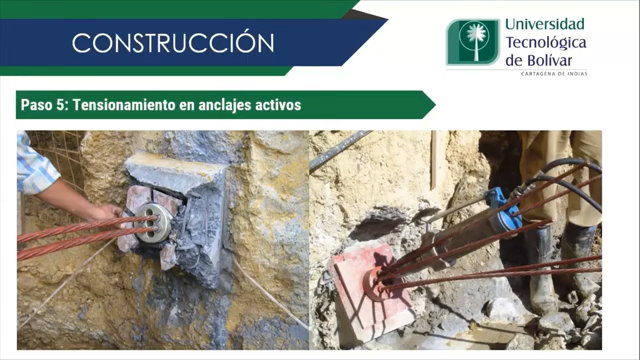 CONSTRUCCIÓN
Universidad
Tecnológica
de Bolívar
CARTAGENA DE INDIAS
Paso 5: Tensionamiento en anclajes activos